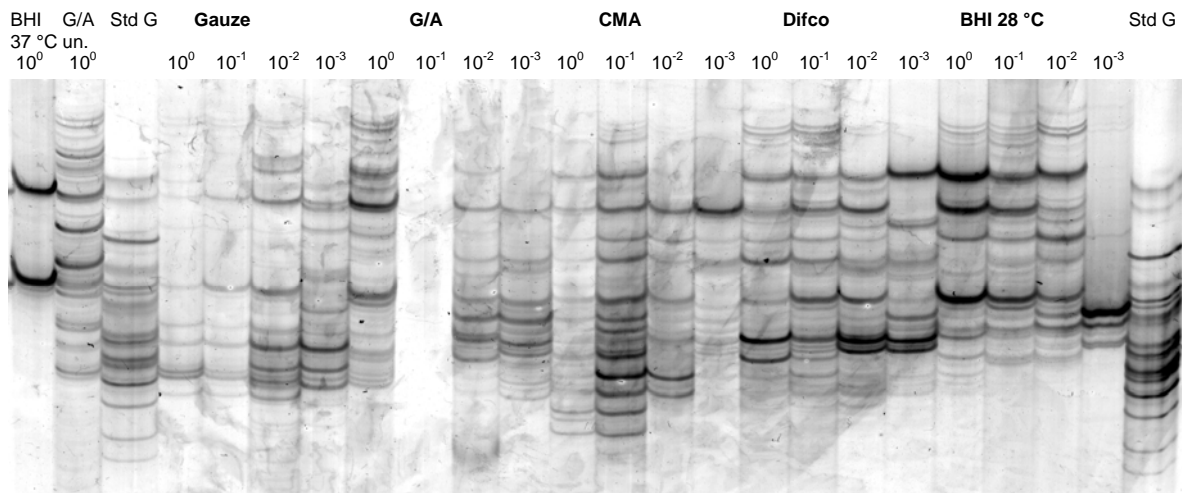 BHI G/A Std G Gauze G/A CMA Difco BHI 28 °C Std G
37 °C un.
10⁰ 10⁰ 10⁰ 10⁻¹ 10⁻² 10⁻³ 10⁰ 10⁻¹ 10⁻² 10⁻³ 10⁰ 10⁻¹ 10⁻² 10⁻³ 10⁰ 10⁻¹ 10⁻² 10⁻³ 10⁰ 10⁻¹ 10⁻² 10⁻³